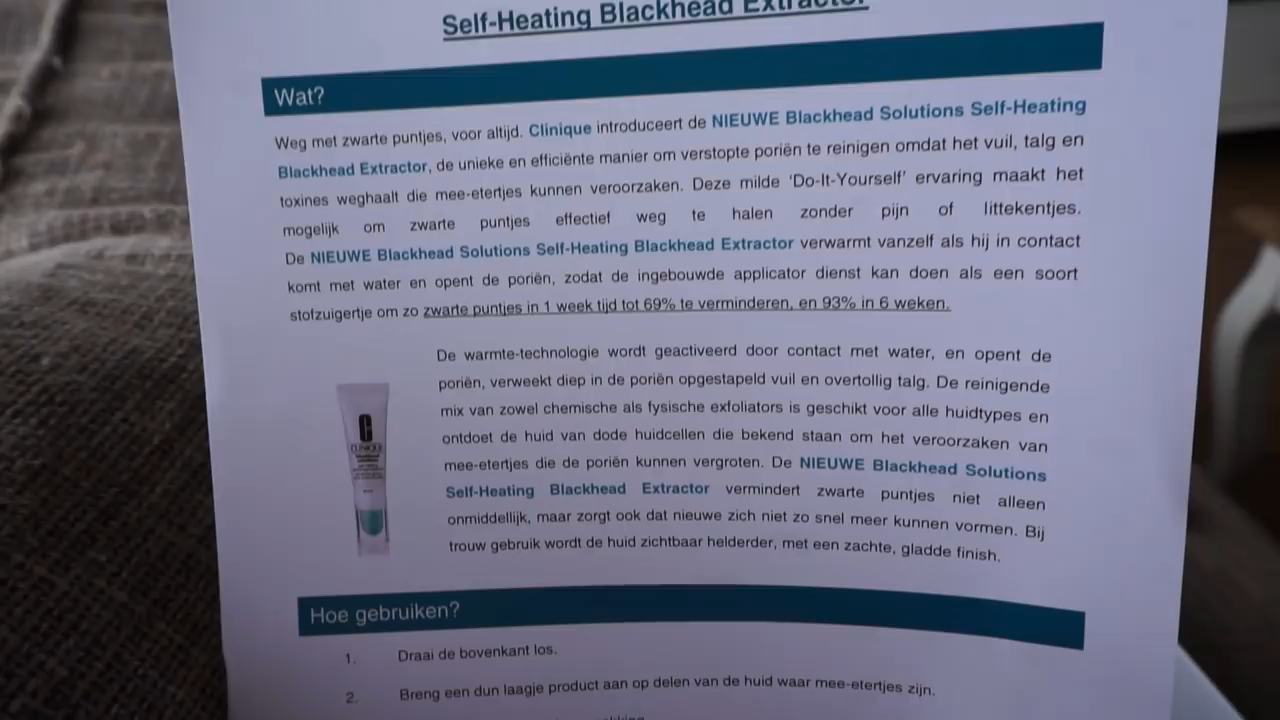 Self-Heating Blackhead Extractor
Wat?
Weg met zwarte puntjes, voor altijd. Clinique introduceert de NIEUWE Blackhead Solutions Self-Heating
Blackhead Extractor, de unieke en efficiënte manier om verstopte poriën te reinigen omdat het vuil, talg en
toxines weghaalt die mee-etertjes kunnen veroorzaken. Deze milde 'Do-It-Yourself' ervaring maakt het
mogelijk om zwarte puntjes effectief weg te halen zonder pijn of littekentjes.
De NIEUWE Blackhead Solutions Self-Heating Blackhead Extractor verwarmt vanzelf als hij in contact
komt met water en opent de poriën, zodat de ingebouwde applicator dienst kan doen als een soort
stofzuigertje om zo zwarte puntjes in 1 week tijd tot 69% te verminderen, en 93% in 6 weken.
De warmte-technologie wordt geactiveerd door contact met water, en opent de
poriën, verweekt diep in de poriën opgestapeld vuil en overtollig talg. De reinigende
mix van zowel chemische als fysische exfoliators is geschikt voor alle huidtypes en
ontdoet de huid van dode huidcellen die bekend staan om het veroorzaken van
mee-etertjes die de poriën kunnen vergroten. De NIEUWE Blackhead Solutions
Self-Heating Blackhead Extractor vermindert zwarte puntjes niet alleen
onmiddellijk, maar zorgt ook dat nieuwe zich niet zo snel meer kunnen vormen. Bij
trouw gebruik wordt de huid zichtbaar helderder, met een zachte, gladde finish.
CLINIQUE
Hoe gebruiken?
1. Draai de bovenkant los.
2. Breng een dun laagje product aan op delen van de huid waar mee-etertjes zijn.